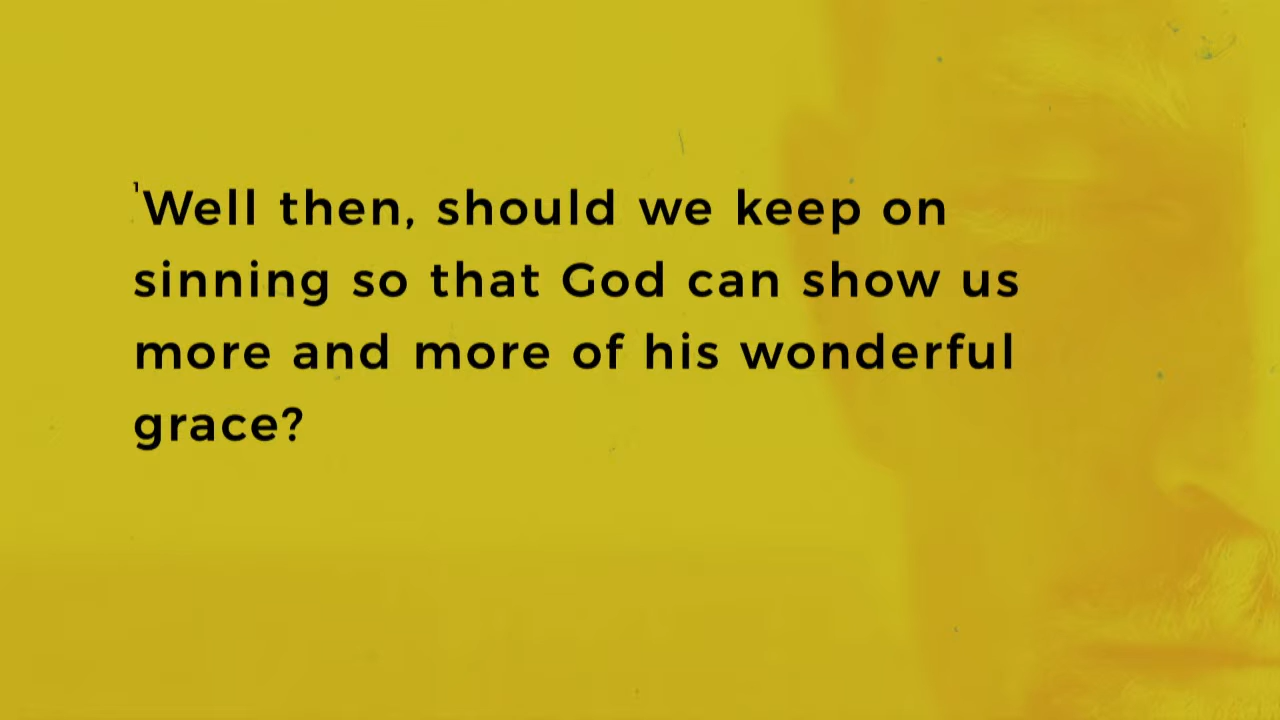 ¹Well then, should we keep on
sinning so that God can show us
more and more of his wonderful
grace?